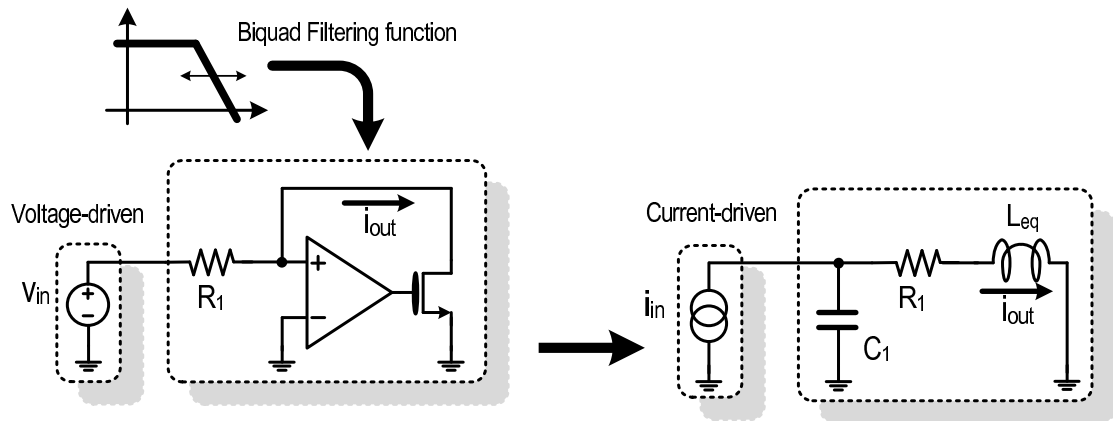 Biquad Filtering function
Voltage-driven
Vin
+
-
R1
iout
+
-
Current-driven
iin
C1
R1
Leq
iout